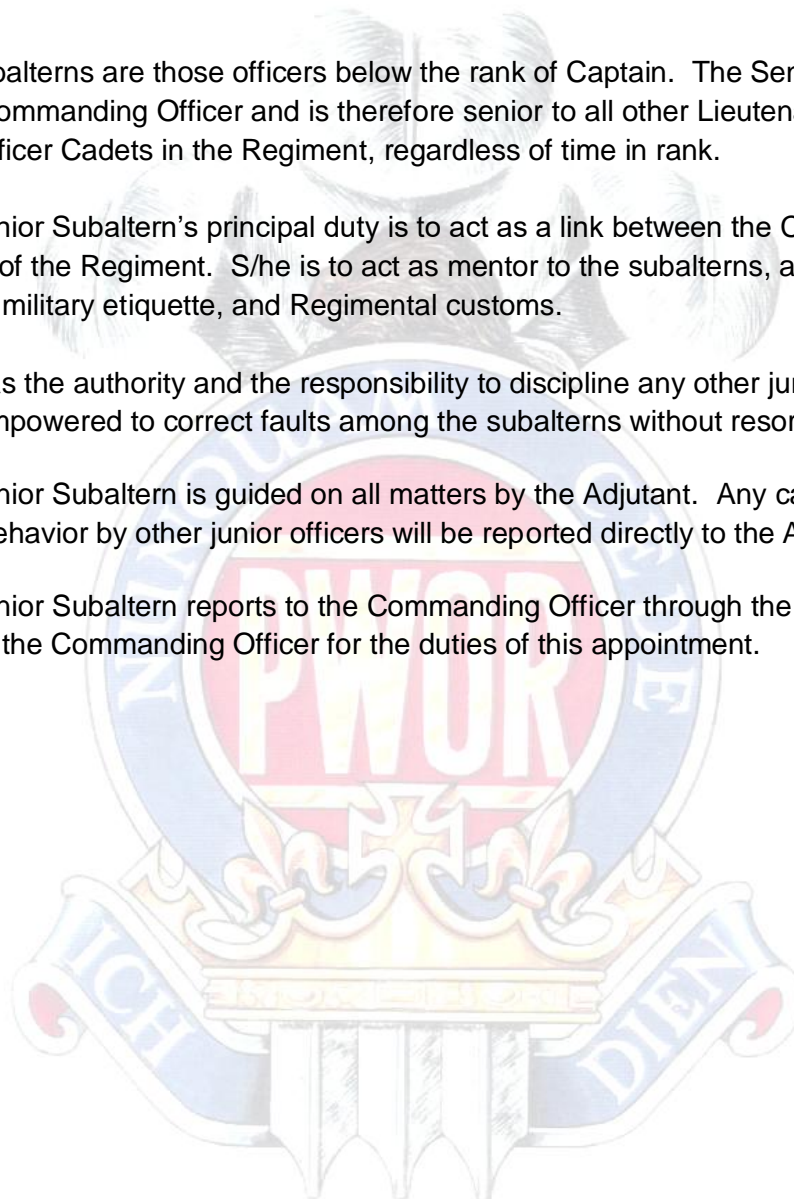 balterns are those officers below the rank of Captain. The Ser
ommanding Officer and is therefore senior to all other Lieutena
ficer Cadets in the Regiment, regardless of time in rank.
nior Subaltern's principal duty is to act as a link between the C
of the Regiment. S/he is to act as mentor to the subalterns, a
military etiquette, and Regimental customs.
s the authority and the responsibility to discipline any other jun
mpowered to correct faults among the subalterns without resor
nior Subaltern is guided on all matters by the Adjutant. Any ca
ehavior by other junior officers will be reported directly to the A
nior Subaltern reports to the Commanding Officer through the
the Commanding Officer for the duties of this appointment.
NUNQUAM CEDE
PWOR
ICH DIEN